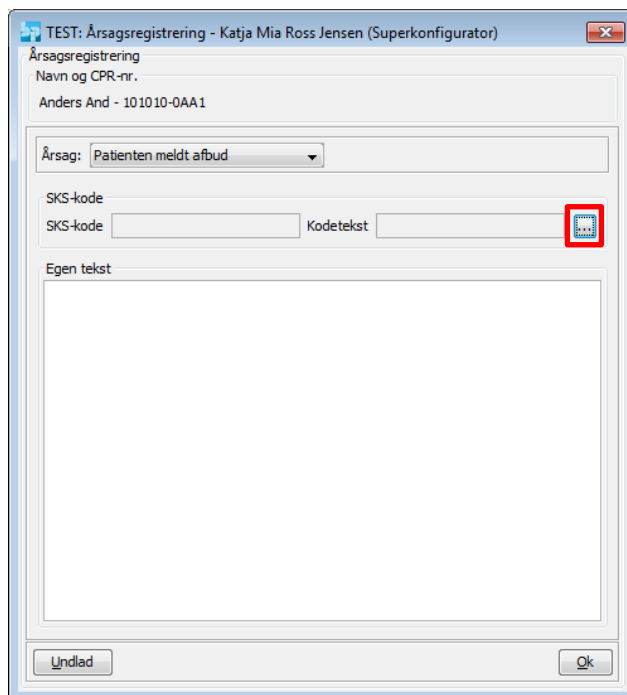 TEST: Årsagsregistrering - Katja Mia Ross Jensen (Superkonfigurator)
Årsagsregistrering
Navn og CPR-nr.
Anders And - 101010-0AA1
Årsag: Patienten meldt afbud
SKS-kode
SKS-kode Kodetekst ...
Egen tekst
Undlad Ok